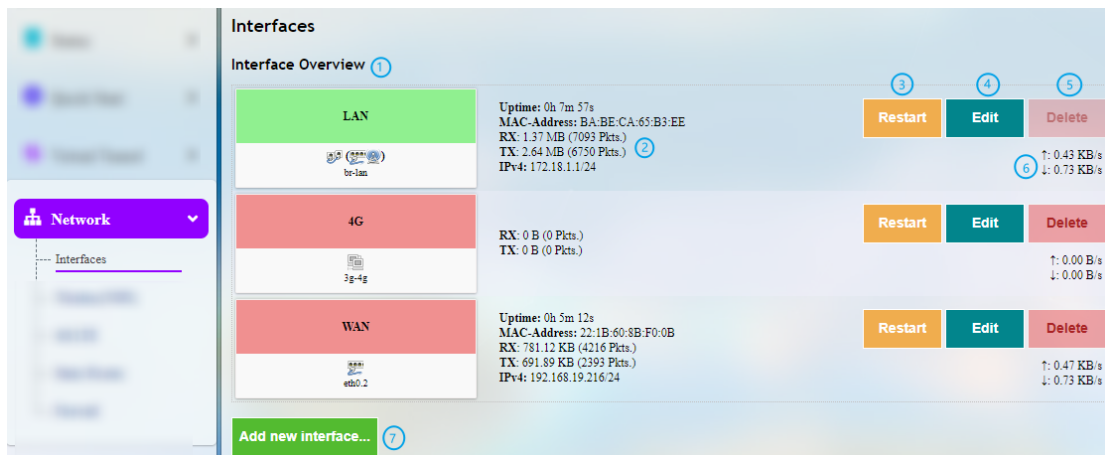 Interfaces
Interface Overview 1
3 4 5
LAN
br-lan
Uptime: 0h 7m 57s
MAC-Address: BA:BE:CA:65:B3:EE
RX: 1.37 MB (7093 Pkts.)
TX: 2.64 MB (6750 Pkts.) 2
IPv4: 172.18.1.1/24
Restart Edit Delete
↑: 0.43 KB/s
6 ↓: 0.73 KB/s
Network
Interfaces
4G
3g-4g
RX: 0 B (0 Pkts.)
TX: 0 B (0 Pkts.)
Restart Edit Delete
↑: 0.00 B/s
↓: 0.00 B/s
WAN
eth0.2
Uptime: 0h 5m 12s
MAC-Address: 22:1B:60:8B:F0:0B
RX: 781.12 KB (4216 Pkts.)
TX: 691.89 KB (2393 Pkts.)
IPv4: 192.168.19.216/24
Restart Edit Delete
↑: 0.47 KB/s
↓: 0.73 KB/s
Add new interface... 7